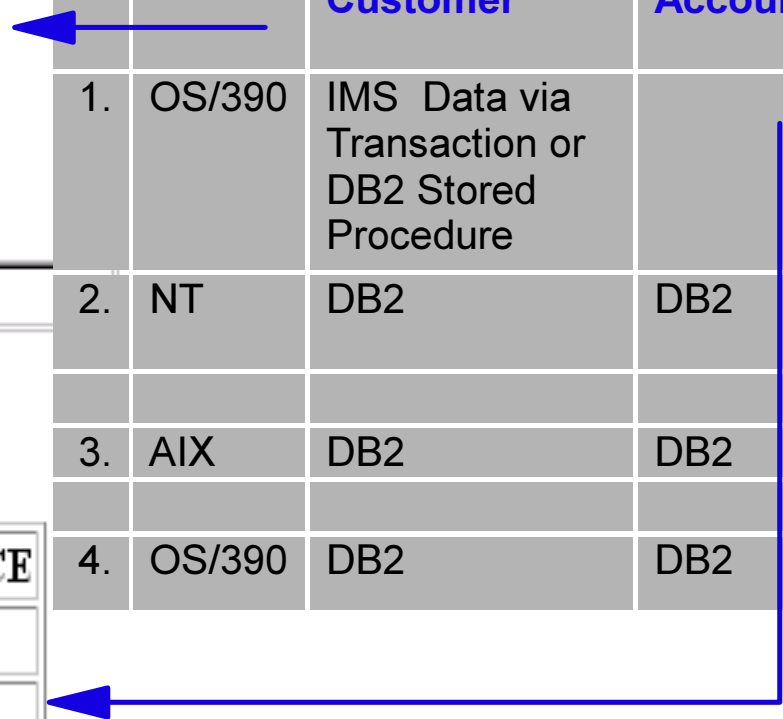 Customer
1. OS/390 IMS Data via
Transaction or
DB2 Stored
Procedure
2. NT DB2 DB2
3. AIX DB2 DB2
4. OS/390 DB2 DB2